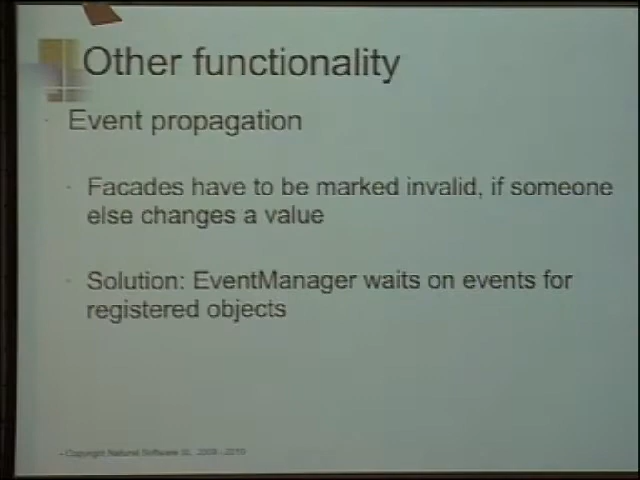 Other functionality
Event propagation
Facades have to be marked invalid, if someone
else changes a value
Solution: EventManager waits on events for
registered objects
Copyright Natural Software SL, 2008 - 2010